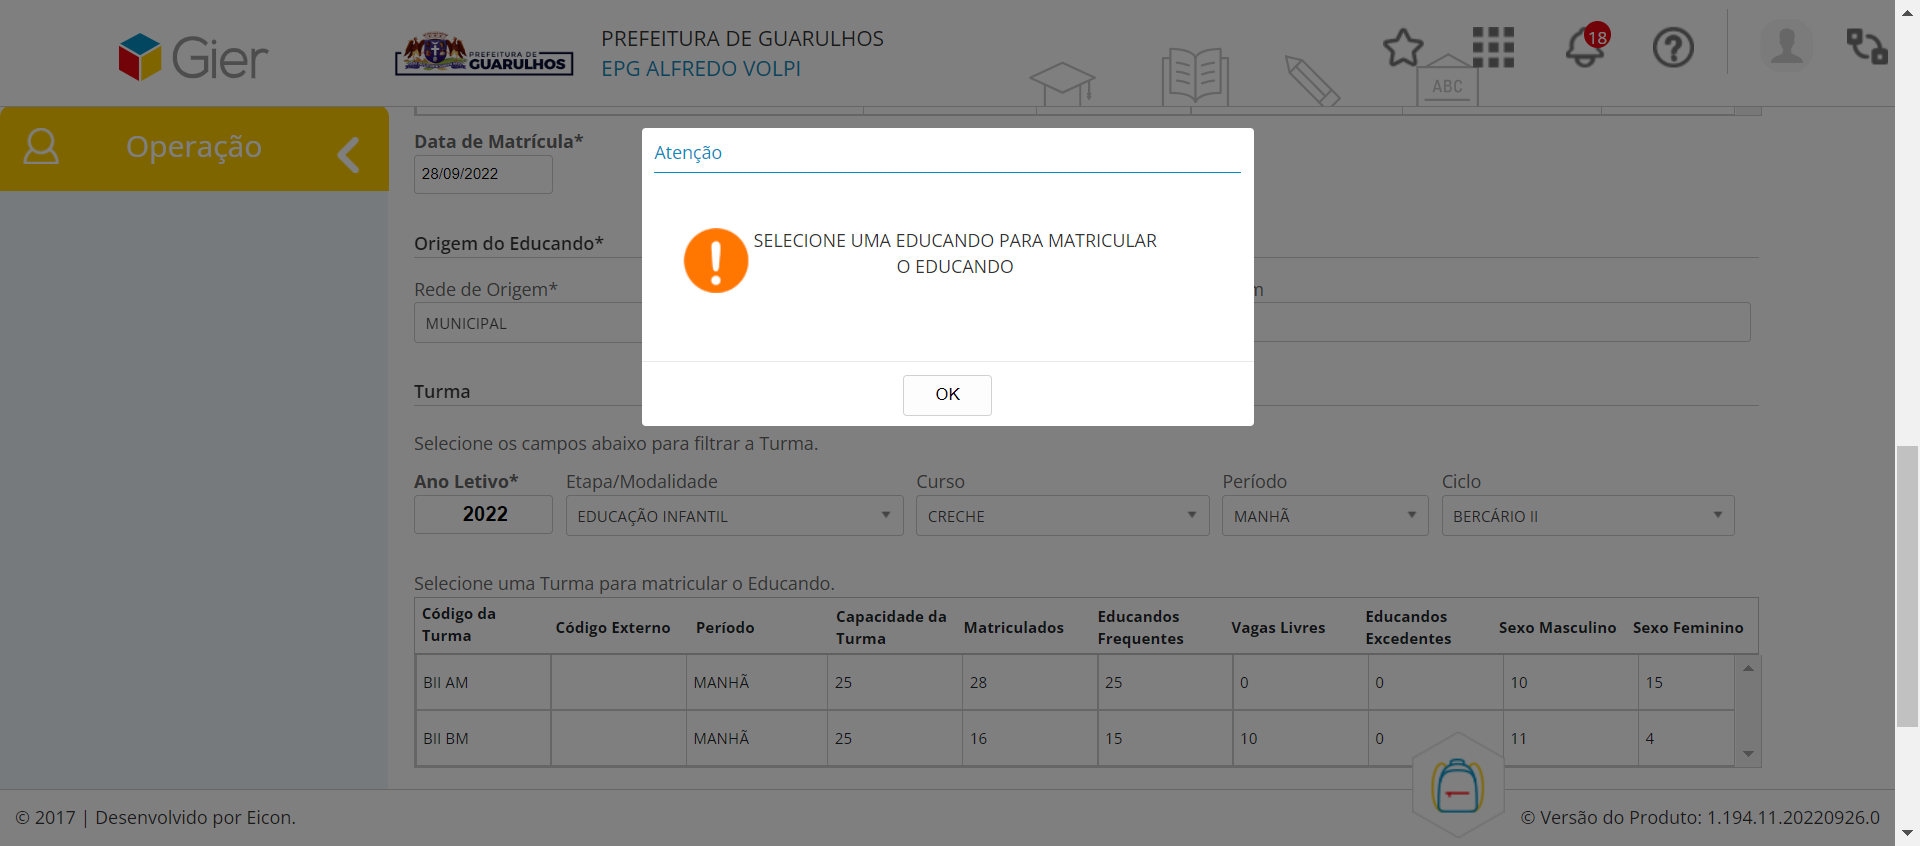 Gier
PREFEITURA DE
GUARULHOS
PREFEITURA DE GUARULHOS
EPG ALFREDO VOLPI
ABC
18
Operação
Data de Matrícula*
28/09/2022
Atenção
SELECIONE UMA EDUCANDO PARA MATRICULAR
O EDUCANDO
OK
Origem do Educando*
Rede de Origem*
MUNICIPAL
Turma
Selecione os campos abaixo para filtrar a Turma.
Ano Letivo* Etapa/Modalidade Curso Período Ciclo
2022 EDUCAÇÃO INFANTIL CRECHE MANHÃ BERCÁRIO II
Selecione uma Turma para matricular o Educando.
Código da Turma Código Externo Período Capacidade da Turma Matriculados Educandos Frequentes Vagas Livres Educandos Excedentes Sexo Masculino Sexo Feminino
BII AM MANHÃ 25 28 25 0 0 10 15
BII BM MANHÃ 25 16 15 10 0 11 4
© 2017 | Desenvolvido por Eicon.
© Versão do Produto: 1.194.11.20220926.0